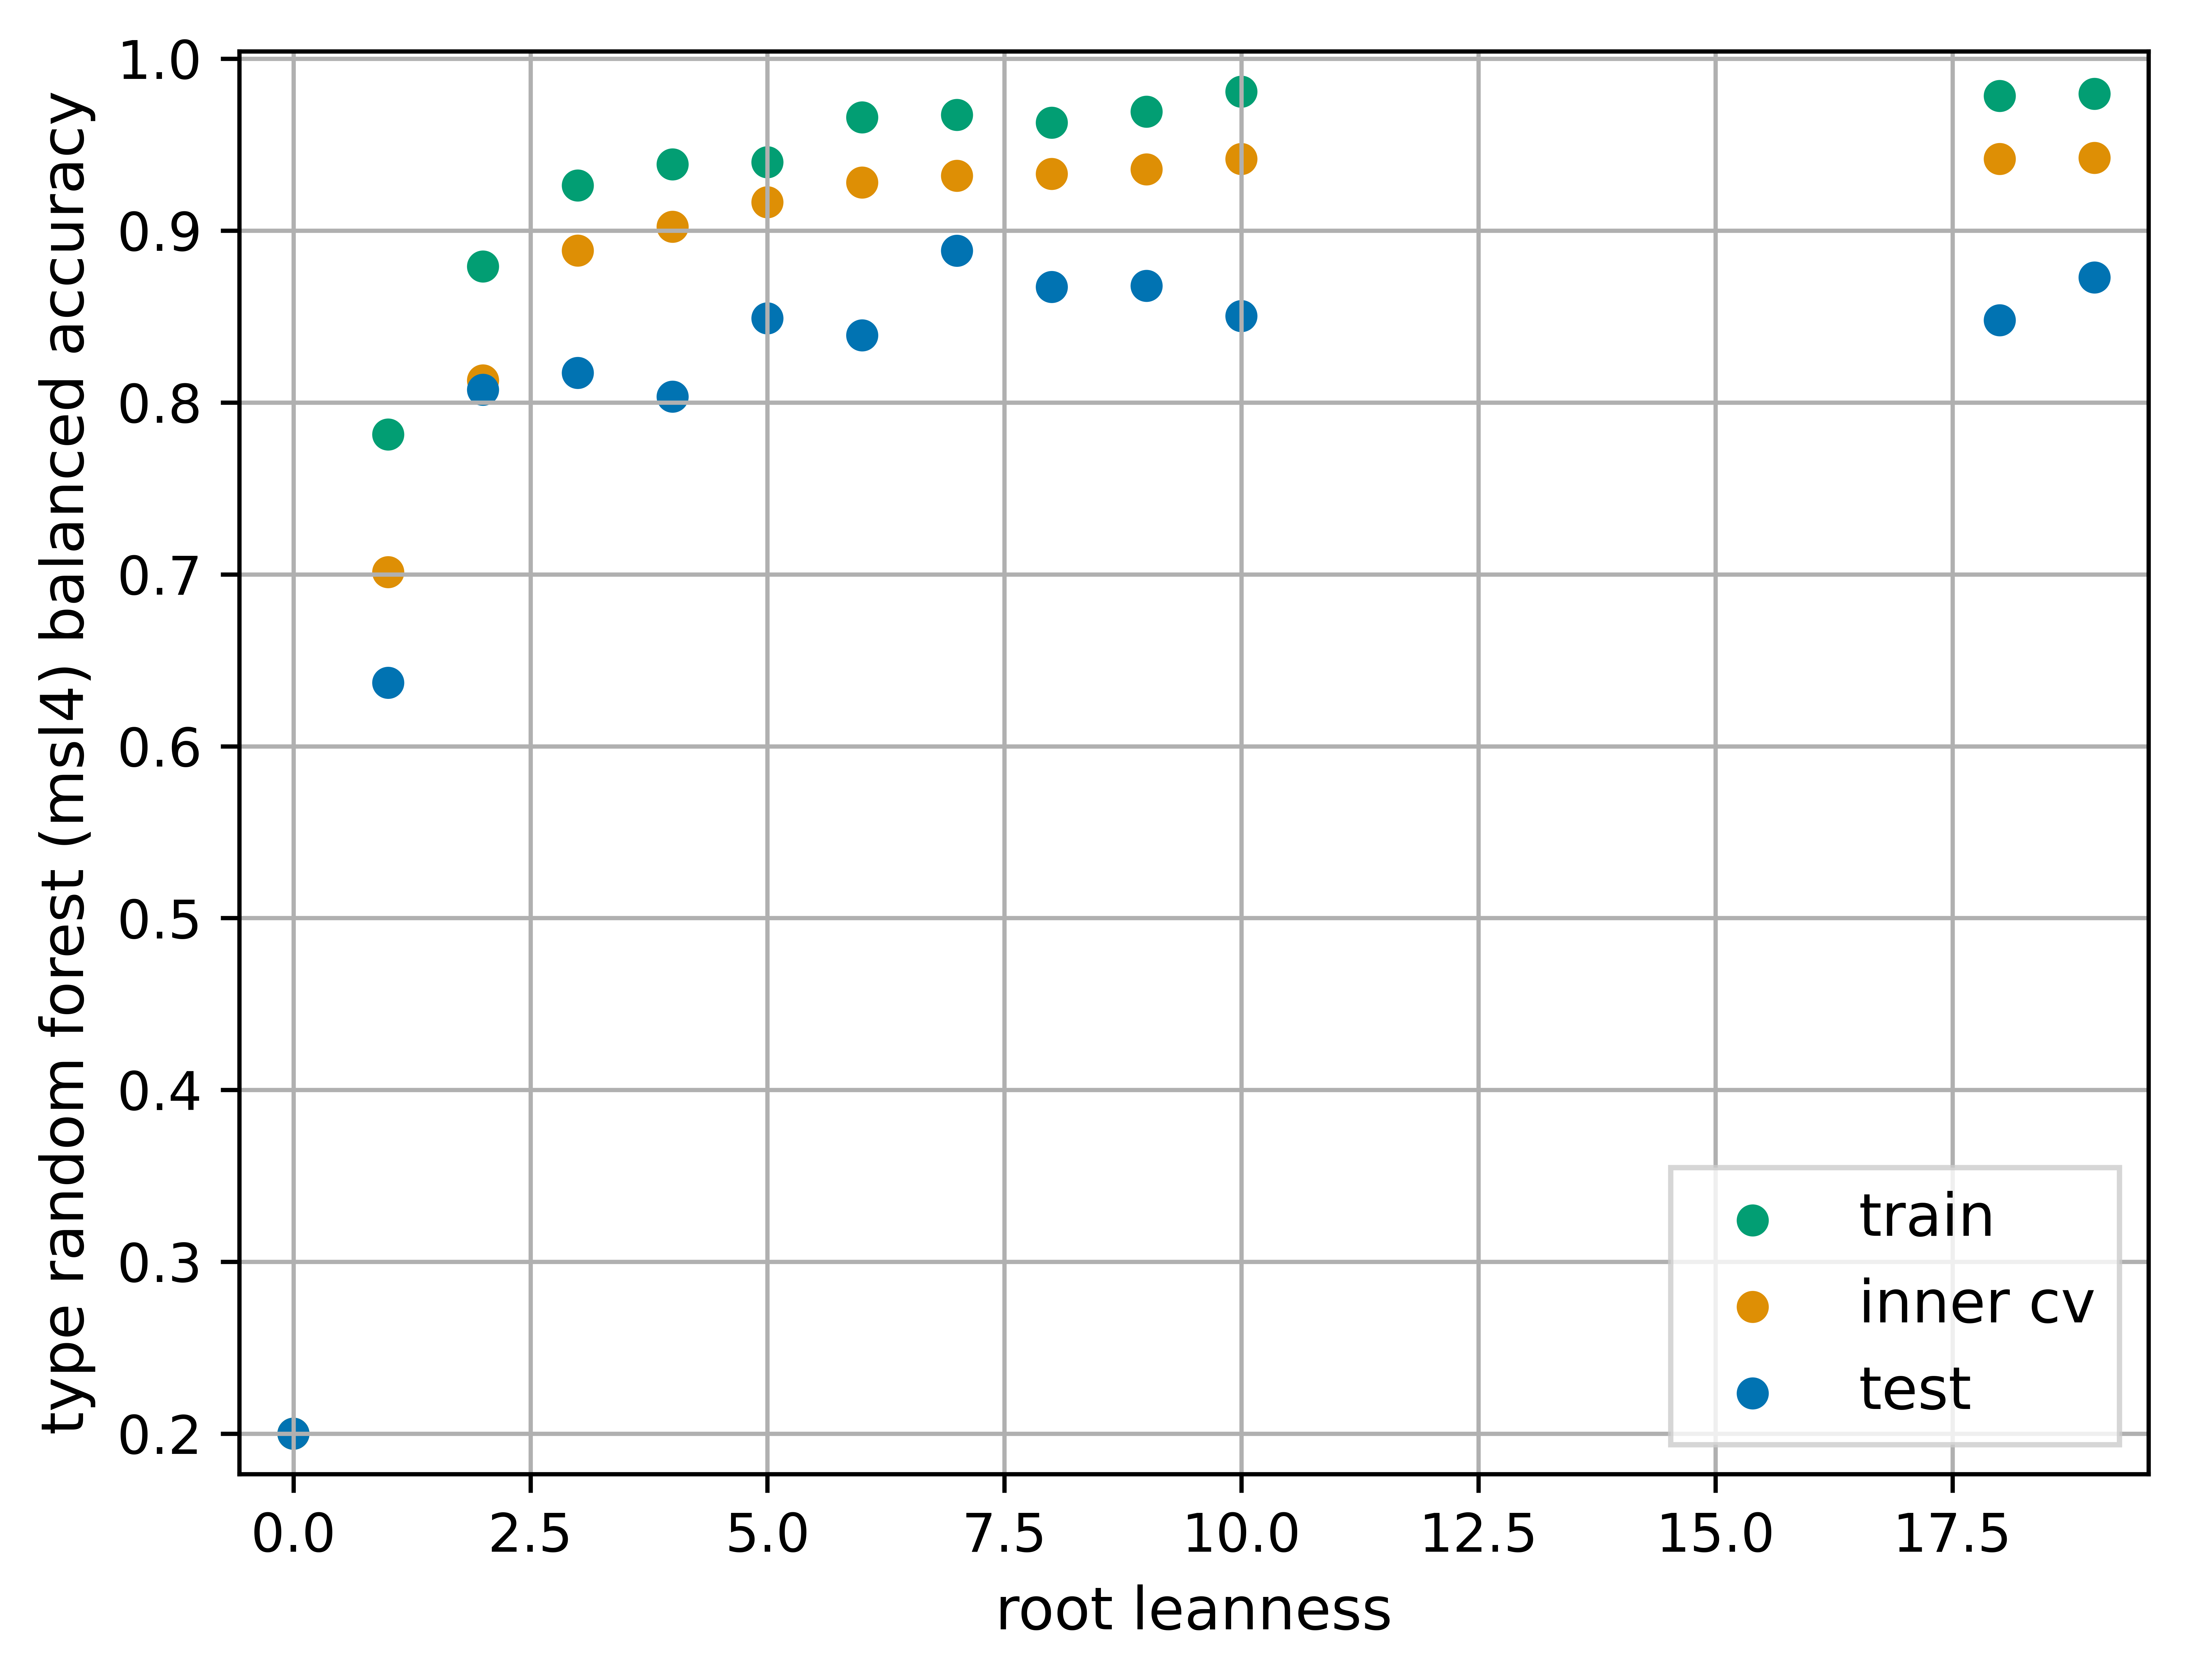 type random forest (msl4) balanced accuracy
1.0
0.9
0.8
0.7
0.6
0.5
0.4
0.3
0.2
train
inner cv
test
0.0 2.5 5.0 7.5 10.0 12.5 15.0 17.5
root leanness